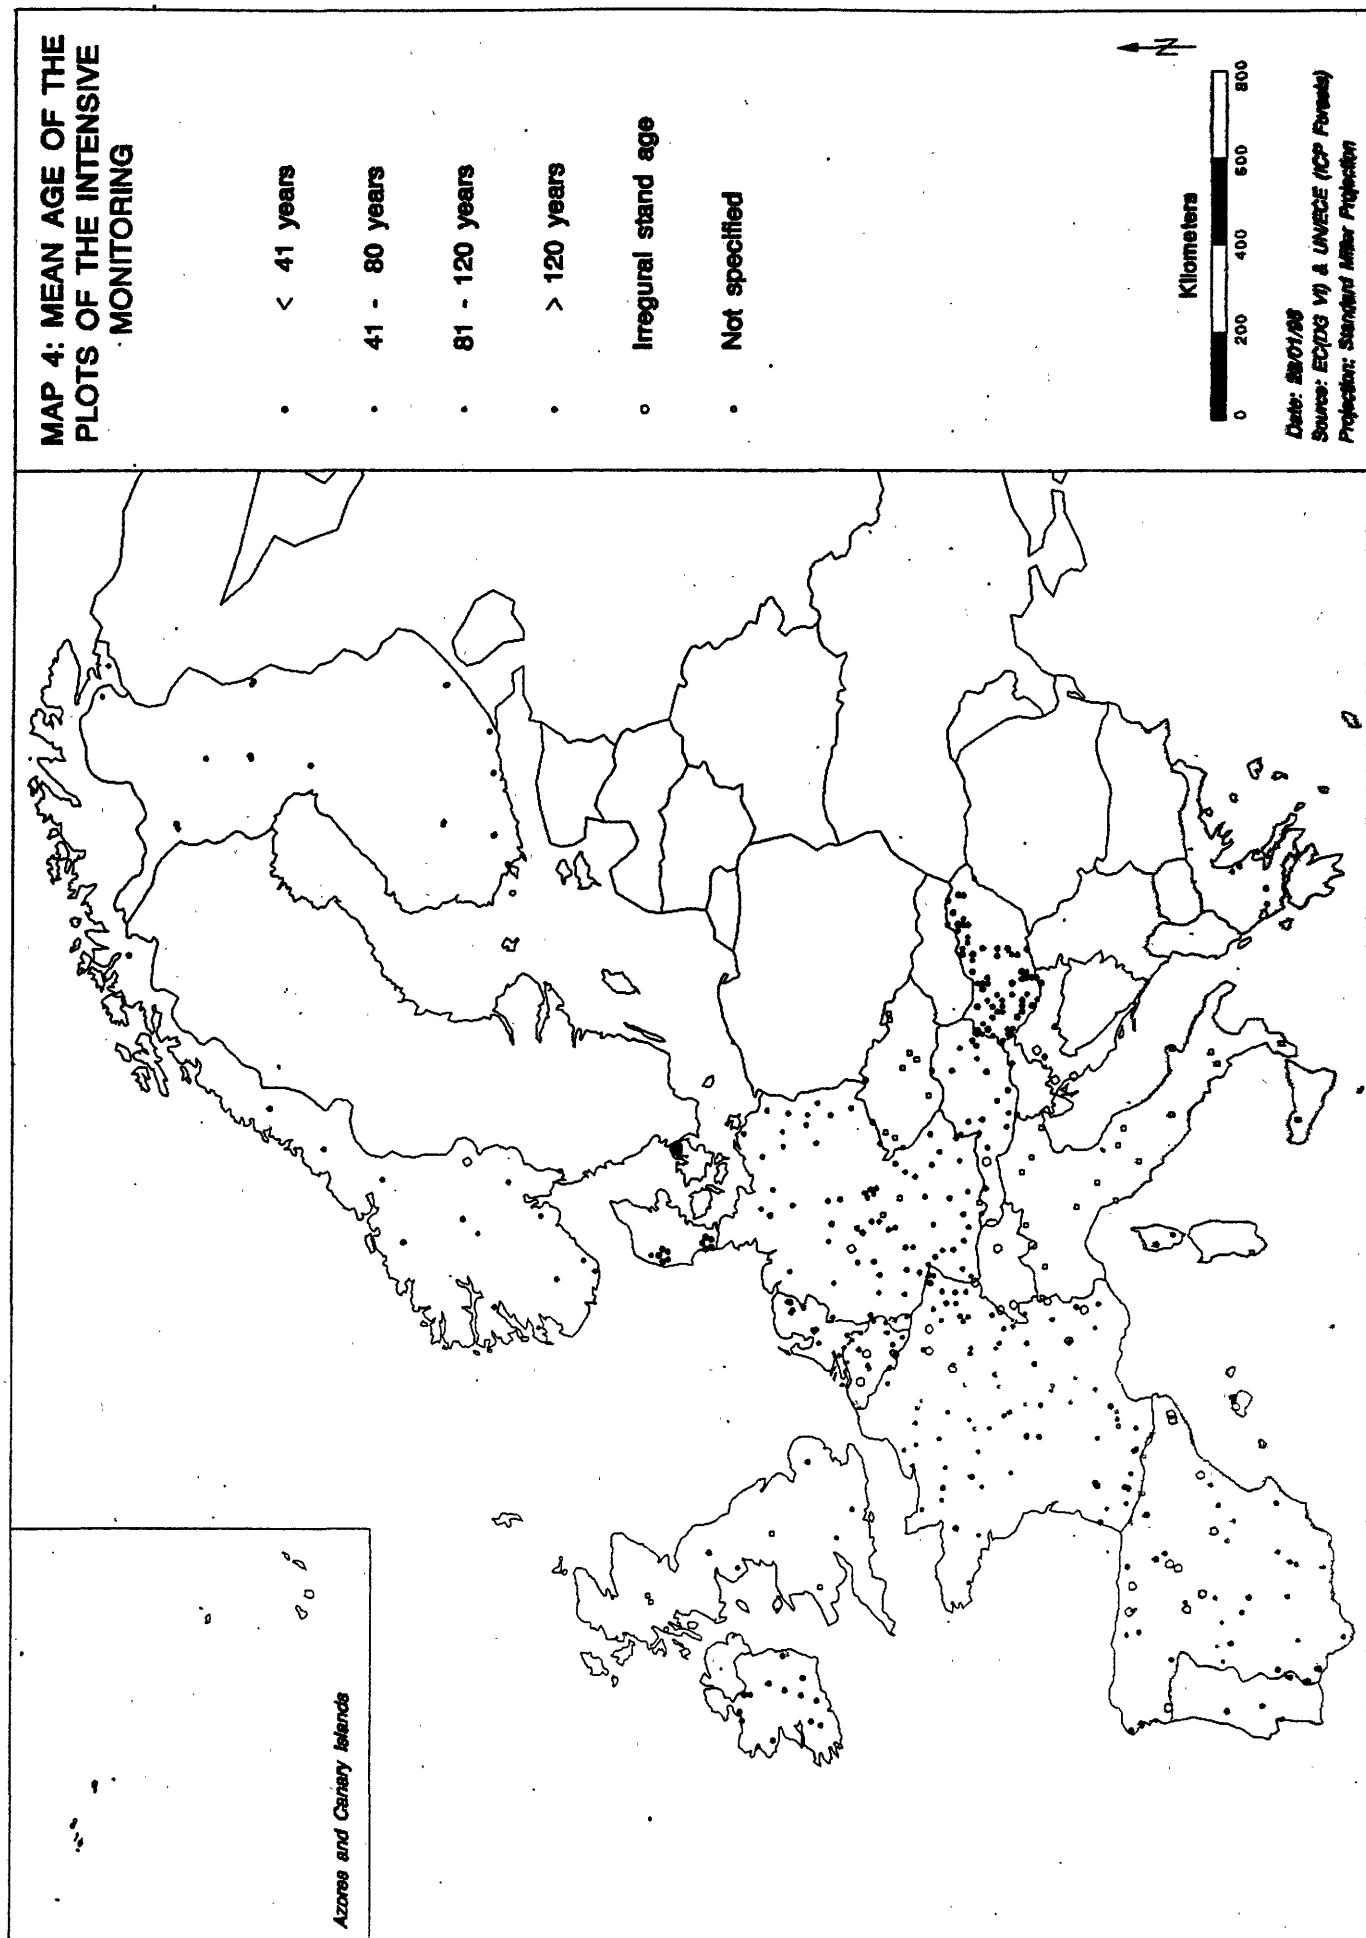 MAP 4: MEAN AGE OF THE
PLOTS OF THE INTENSIVE
MONITORING
< 41 years
41 - 80 years
81 - 120 years
> 120 years
Irregural stand age
Not specified
N
Kilometers
0 200 400 600 800
Date:
Source: EC(DG VI) & UN/ECE (ICP Forests)
Projection: Standard Miller Projection
Azores and Canary Islands